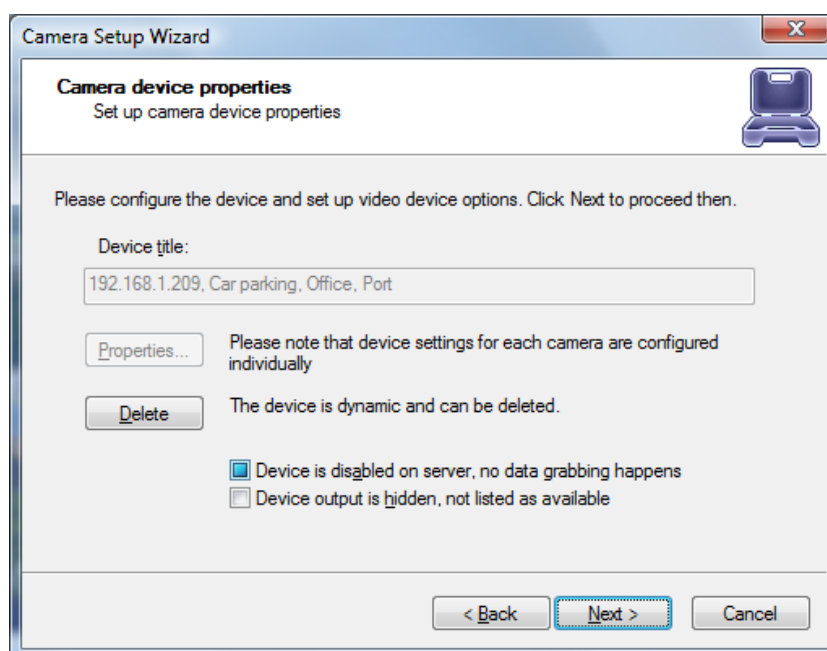 Camera Setup Wizard
Camera device properties
Set up camera device properties
Please configure the device and set up video device options. Click Next to proceed then.
Device title:
192.168.1.209, Car parking, Office, Port
Properties...
Please note that device settings for each camera are configured
individually
Delete
The device is dynamic and can be deleted.
Device is disabled on server, no data grabbing happens
Device output is hidden, not listed as available
< Back
Next >
Cancel